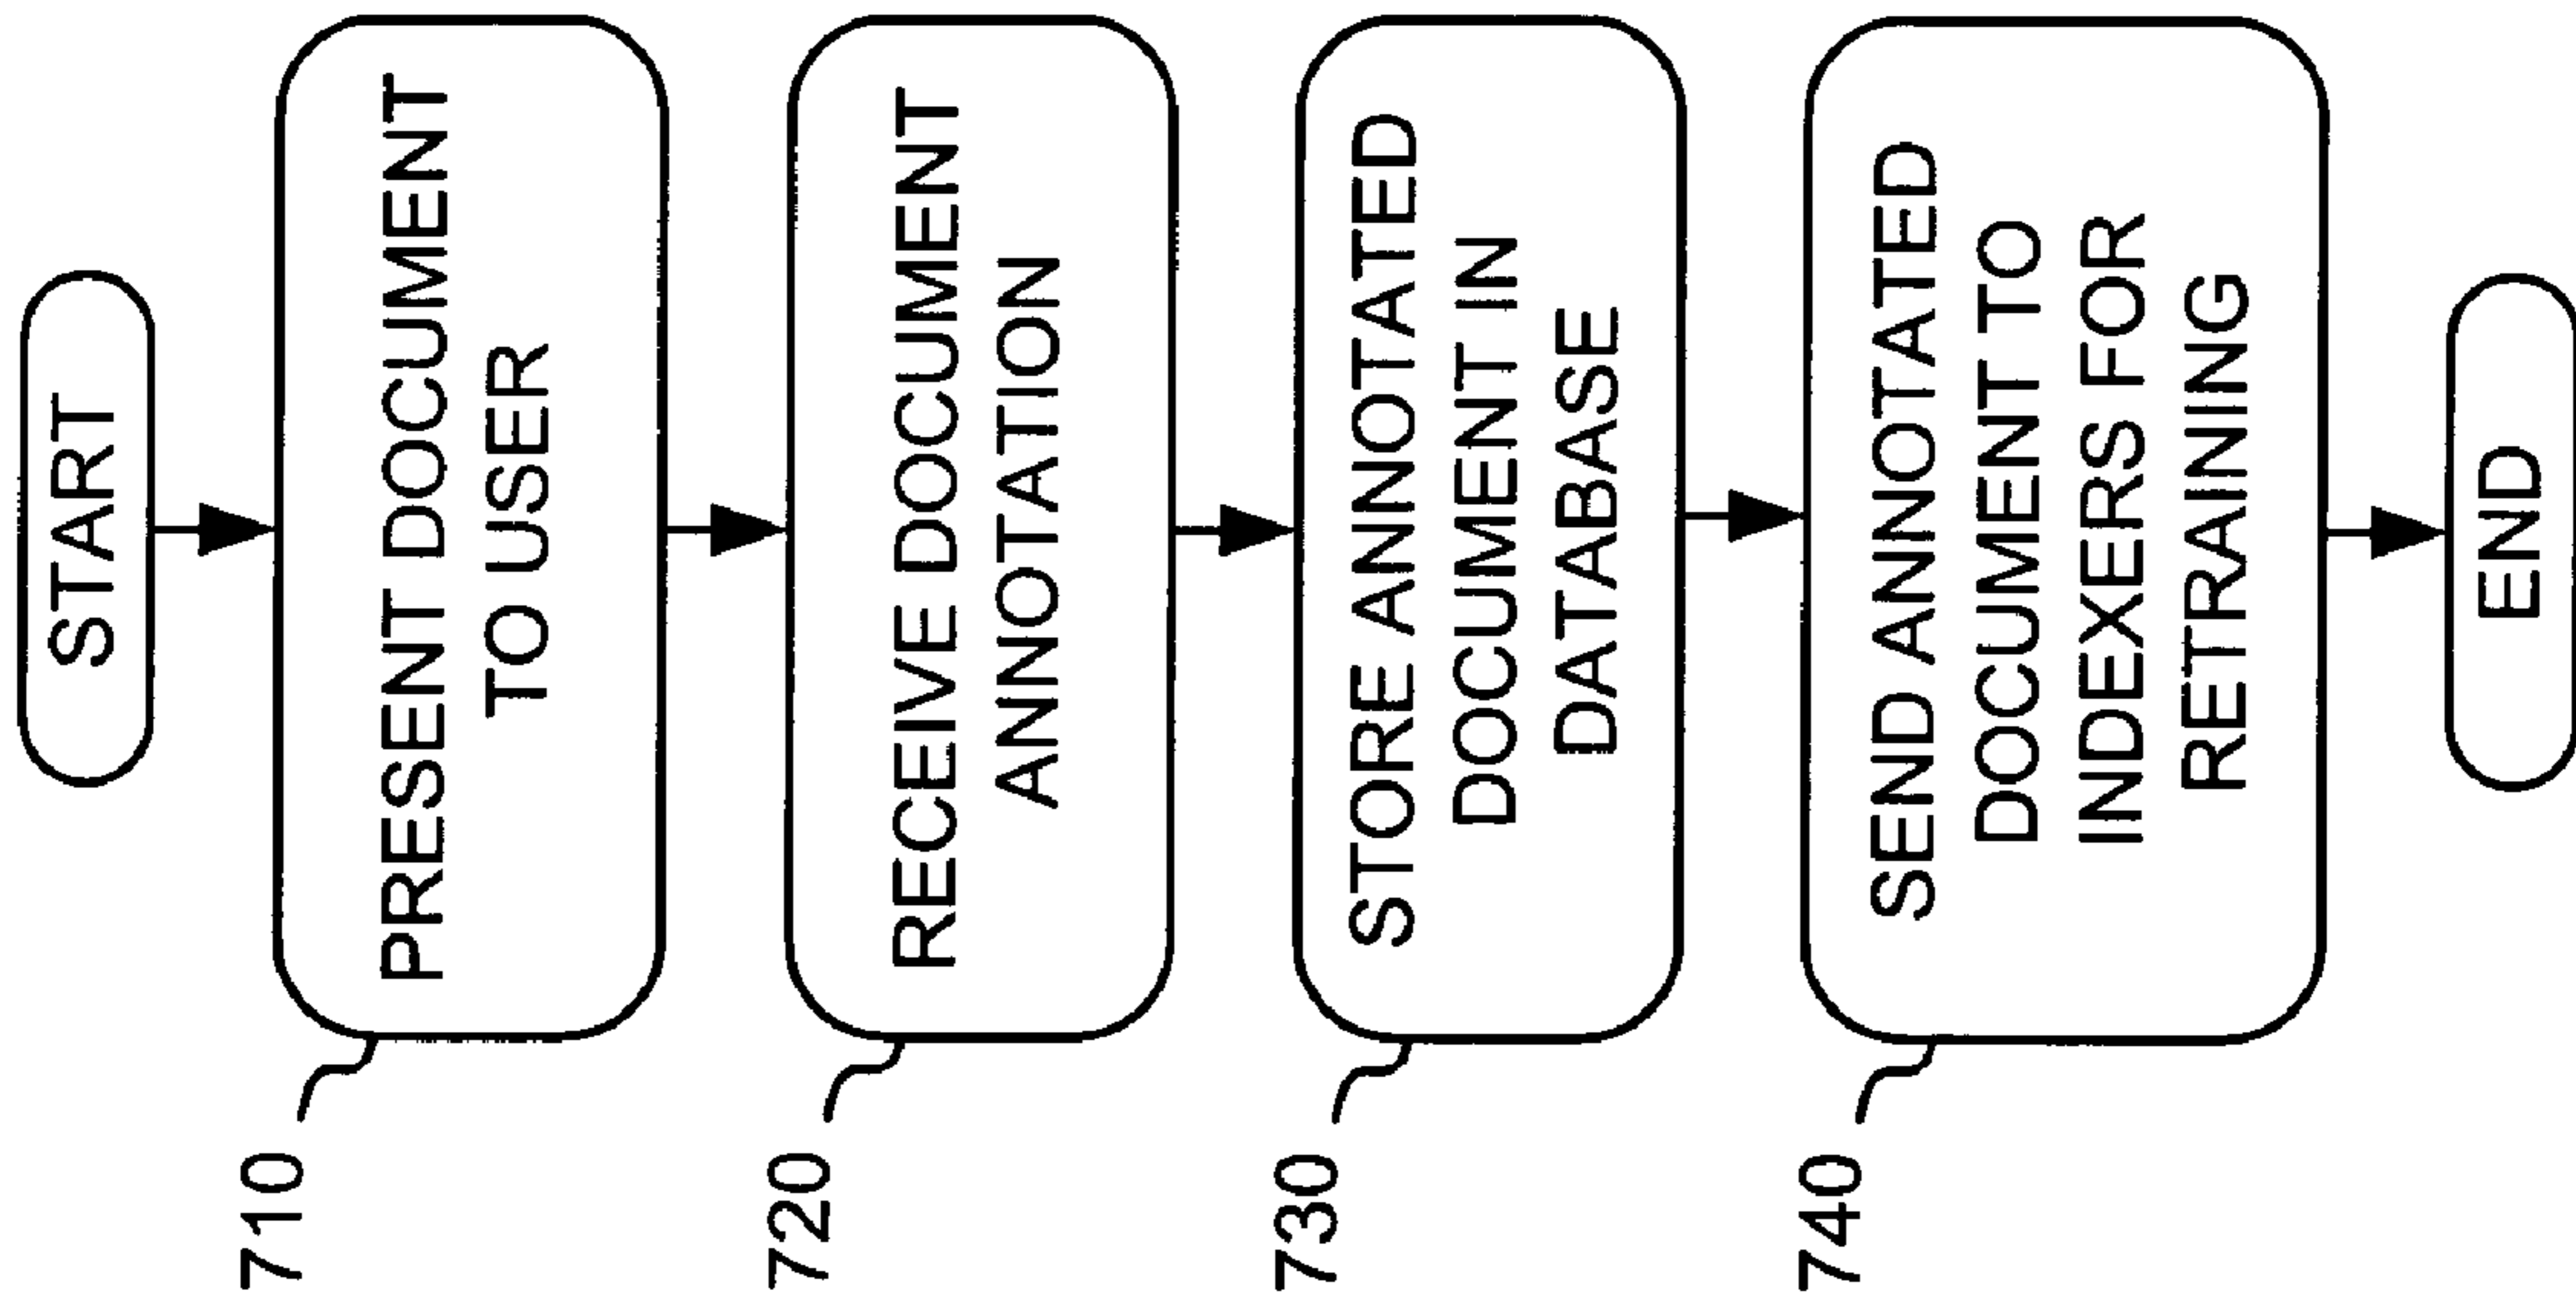 START
710
PRESENT DOCUMENT
TO USER
720
RECEIVE DOCUMENT
ANNOTATION
730
STORE ANNOTATED
DOCUMENT IN
DATABASE
740
SEND ANNOTATED
DOCUMENT TO
INDEXERS FOR
RETRAINING
END